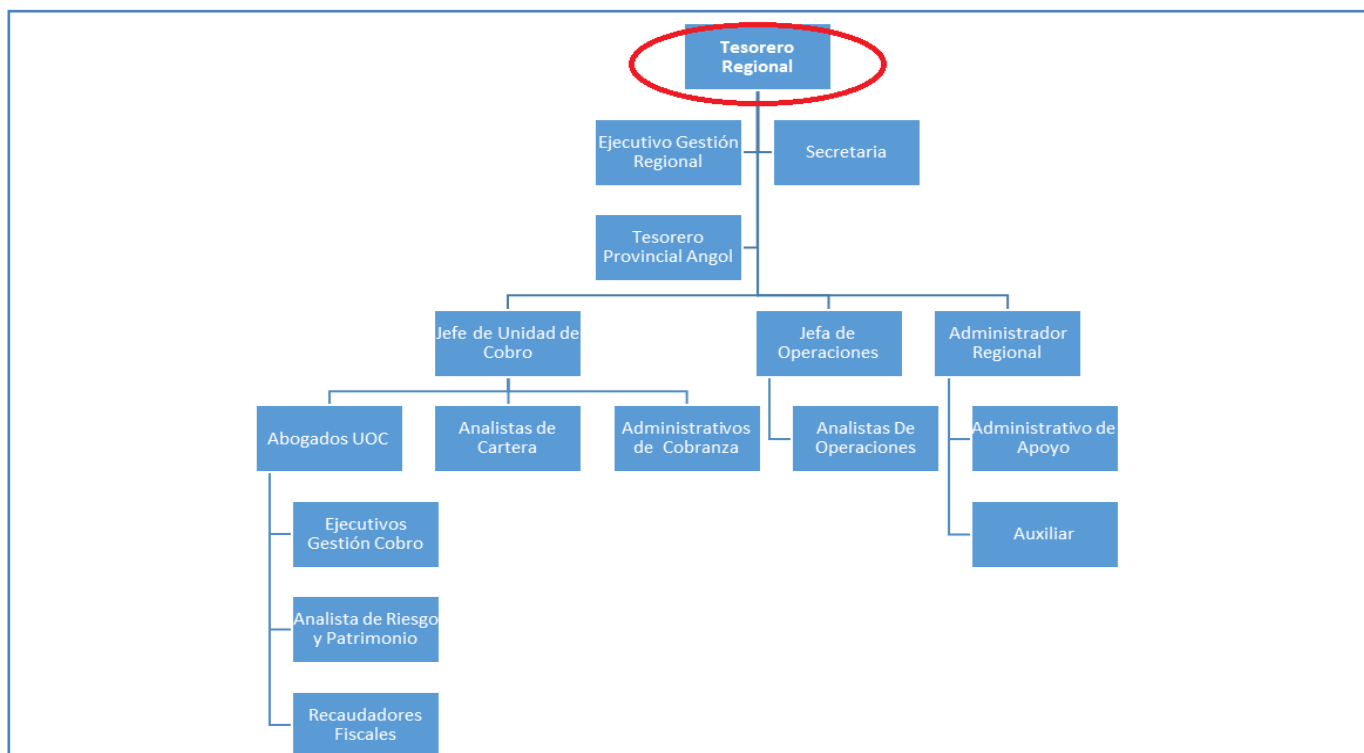 Tesorero
Regional
Ejecutivo Gestión
Regional
Secretaria
Tesorero
Provincial Angol
Jefe de Unidad de
Cobro
Jefa de
Operaciones
Administrador
Regional
Abogados UOC
Analistas de
Cartera
Administrativos
de Cobranza
Analistas De
Operaciones
Administrativo de
Apoyo
Ejecutivos
Gestión Cobro
Auxiliar
Analista de Riesgo
y Patrimonio
Recaudadores
Fiscales